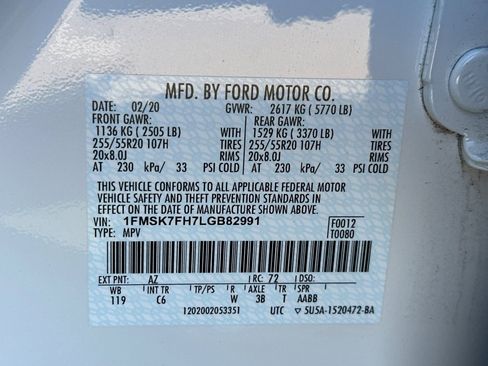 MFD. BY FORD MOTOR CO.
DATE: 02/20 GVWR: 2617 KG ( 5770 LB)
FRONT GAWR: REAR GAWR:
1136 KG ( 2505 LB) WITH 1529 KG ( 3370 LB) WITH
255/55R20 107H TIRES 255/55R20 107H TIRES
20x8.0J RIMS 20x8.0J RIMS
AT 230 kPa/ 33 PSI COLD AT 230 kPa/ 33 PSI COLD
THIS VEHICLE CONFORMS TO ALL APPLICABLE FEDERAL MOTOR
VEHICLE SAFETY AND THEFT PREVENTION STANDARDS IN
EFFECT ON THE DATE OF MANUFACTURE SHOWN ABOVE.
VIN: 1FMSK7FH7LGB82991 F0012
TYPE: MPV T0080
EXT PNT: AZ RC: 72 DSO:
WB INT TR TP/PS R AXLE TR SPR
119 C6 W 3B T AABB
1202002053351 UTC 5U5A-1520472-BA